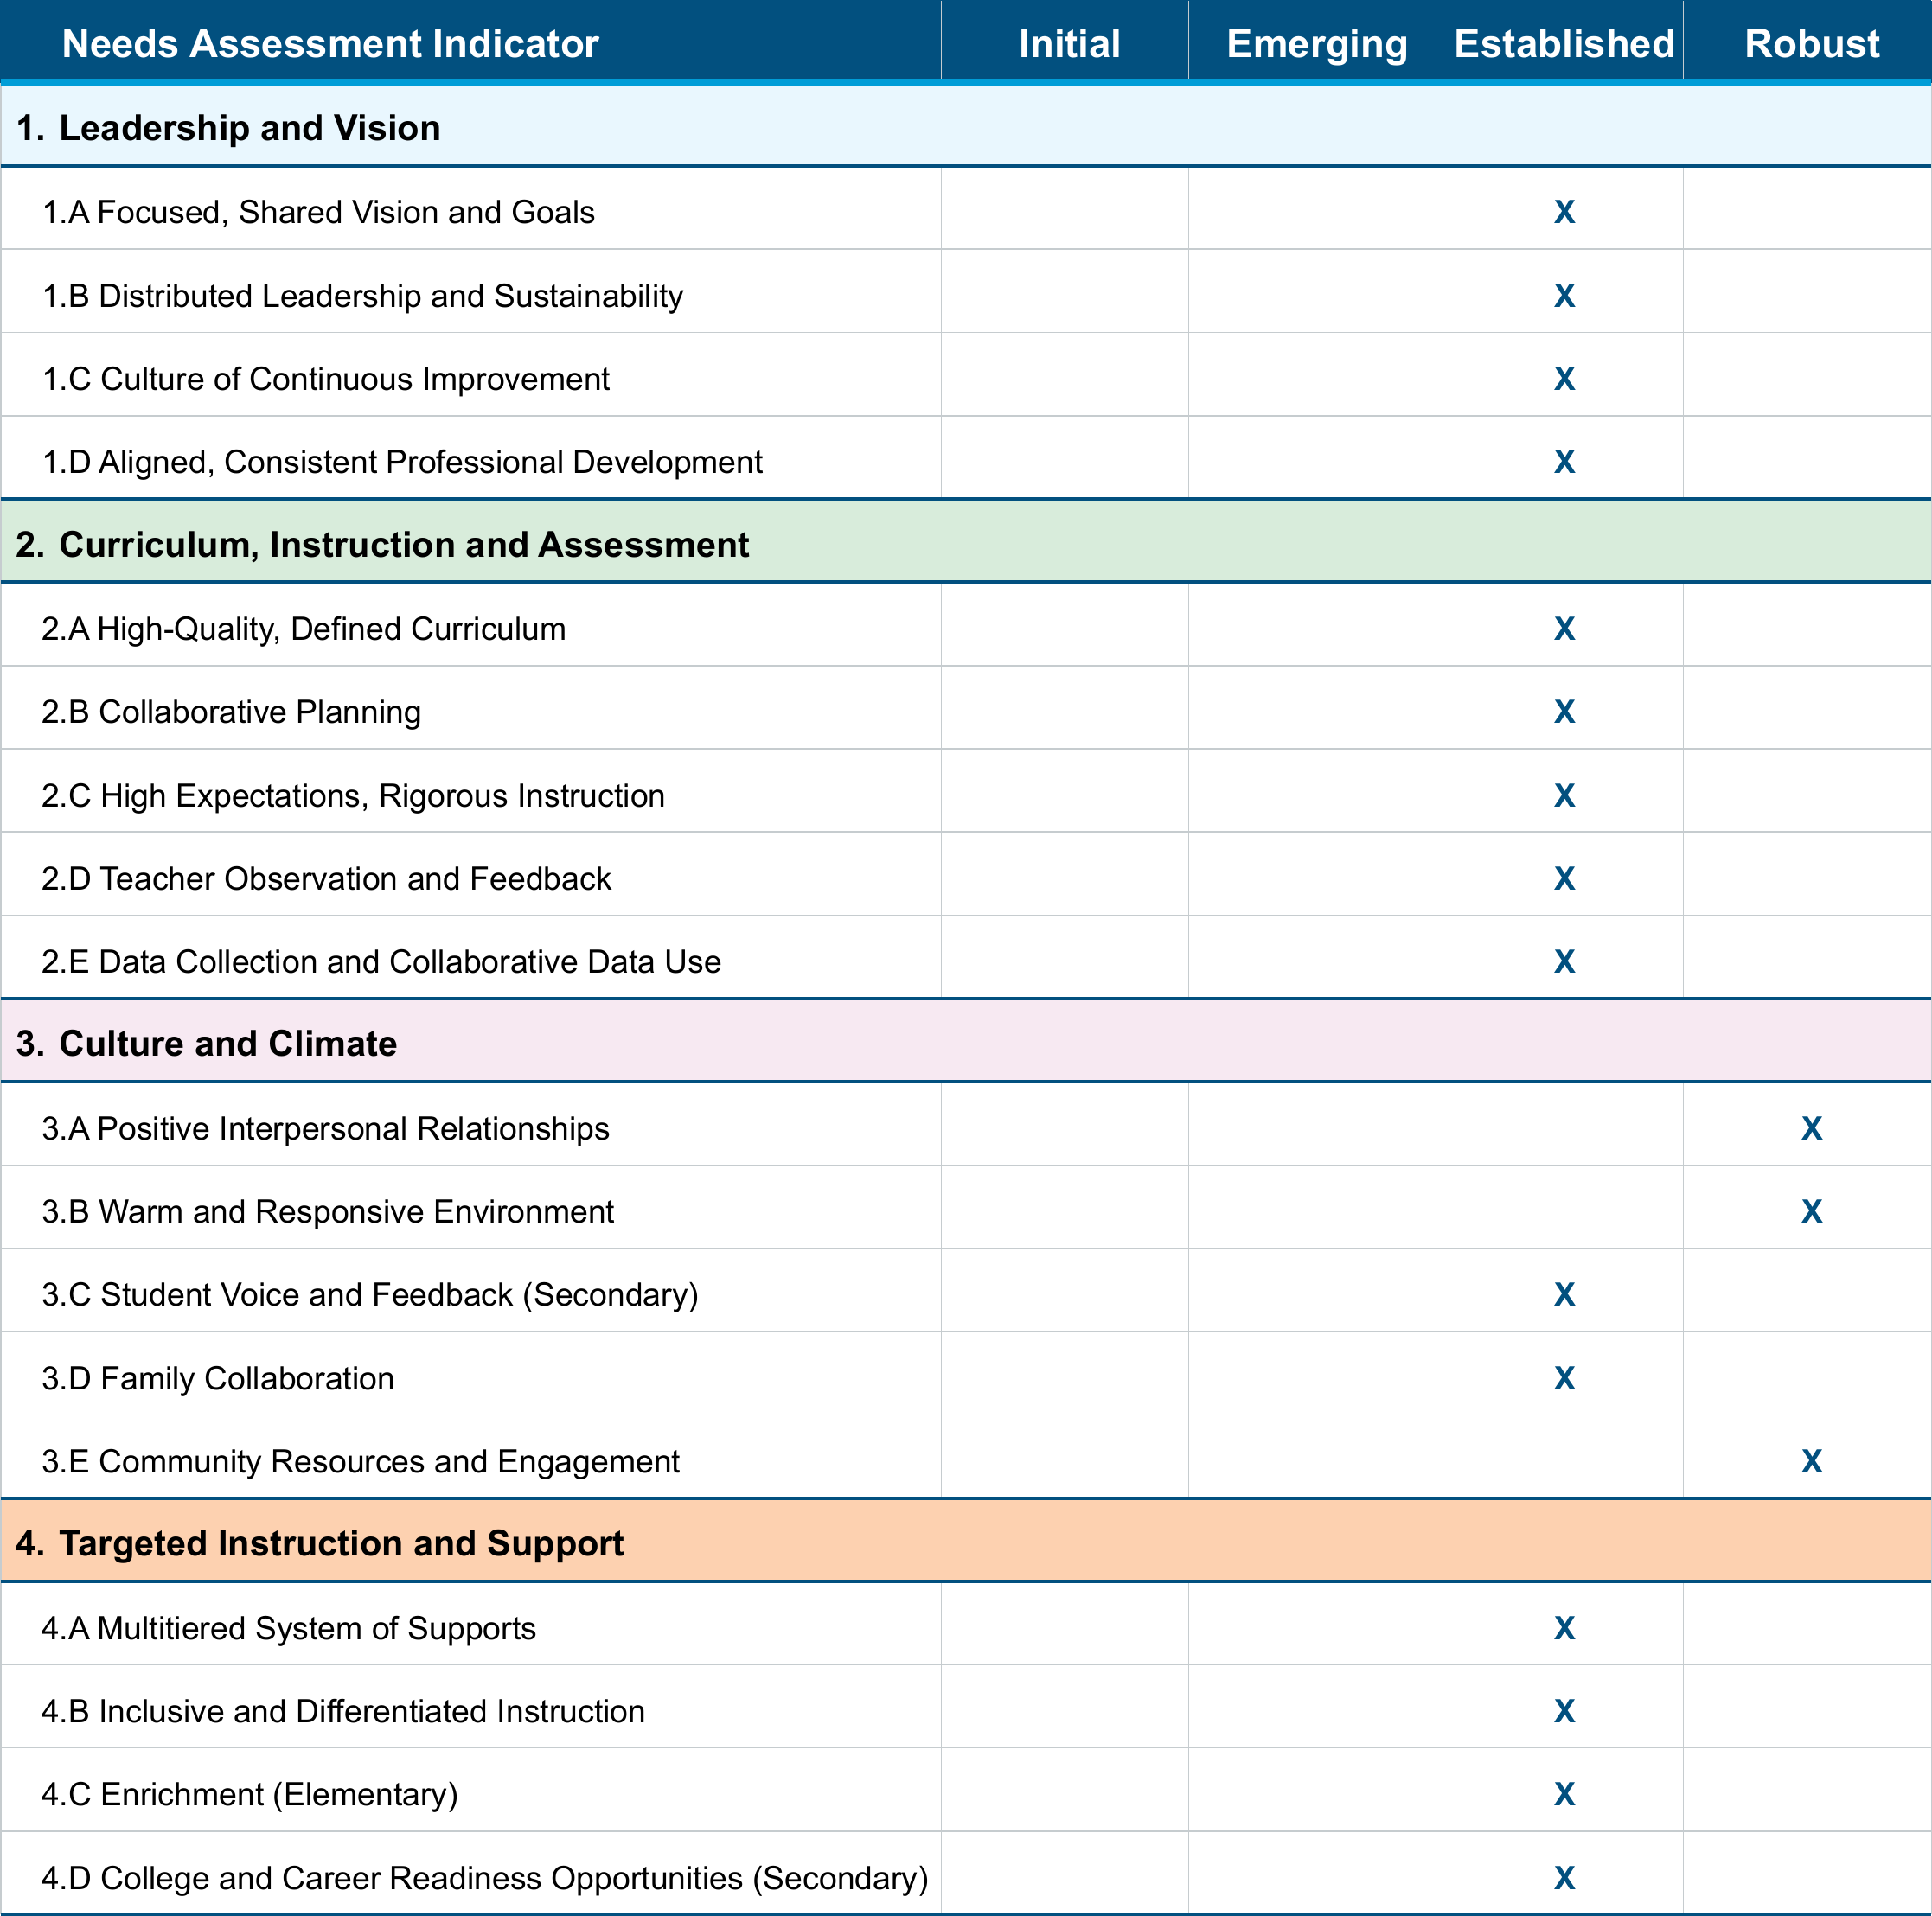 Needs Assessment Indicator Initial Emerging Established Robust
1. Leadership and Vision
1.A Focused, Shared Vision and Goals X
1.B Distributed Leadership and Sustainability X
1.C Culture of Continuous Improvement X
1.D Aligned, Consistent Professional Development X
2. Curriculum, Instruction and Assessment
2.A High-Quality, Defined Curriculum X
2.B Collaborative Planning X
2.C High Expectations, Rigorous Instruction X
2.D Teacher Observation and Feedback X
2.E Data Collection and Collaborative Data Use X
3. Culture and Climate
3.A Positive Interpersonal Relationships X
3.B Warm and Responsive Environment X
3.C Student Voice and Feedback (Secondary) X
3.D Family Collaboration X
3.E Community Resources and Engagement X
4. Targeted Instruction and Support
4.A Multitiered System of Supports X
4.B Inclusive and Differentiated Instruction X
4.C Enrichment (Elementary) X
4.D College and Career Readiness Opportunities (Secondary) X